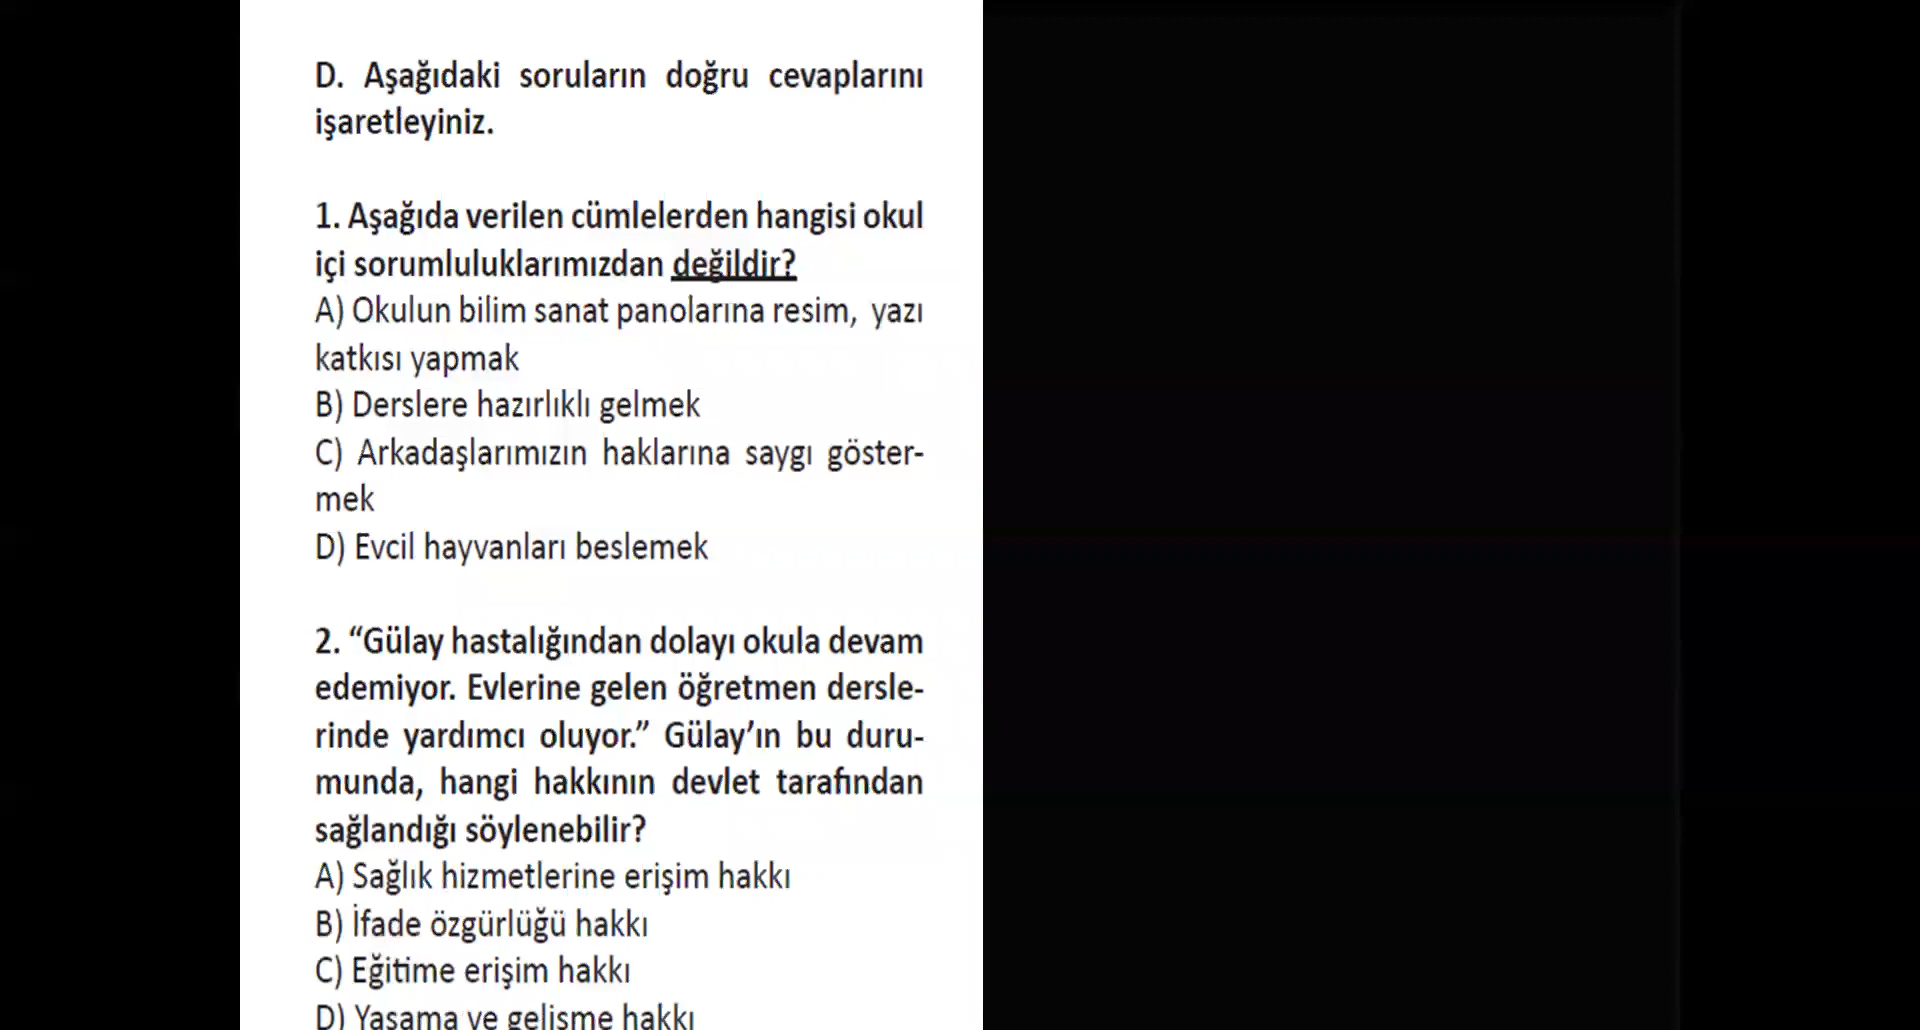 D. Aşağıdaki soruların doğru cevaplarını
işaretleyiniz.
1. Aşağıda verilen cümlelerden hangisi okul
içi sorumluluklarımızdan değildir?
A) Okulun bilim sanat panolarına resim, yazı
katkısı yapmak
B) Derslere hazırlıklı gelmek
C) Arkadaşlarımızın haklarına saygı göster-
mek
D) Evcil hayvanları beslemek
2. “Gülay hastalığından dolayı okula devam
edemiyor. Evlerine gelen öğretmen dersle-
rinde yardımcı oluyor.” Gülay’ın bu duru-
munda, hangi hakkının devlet tarafından
sağlandığı söylenebilir?
A) Sağlık hizmetlerine erişim hakkı
B) İfade özgürlüğü hakkı
C) Eğitime erişim hakkı
D) Yaşama ve gelişme hakkı